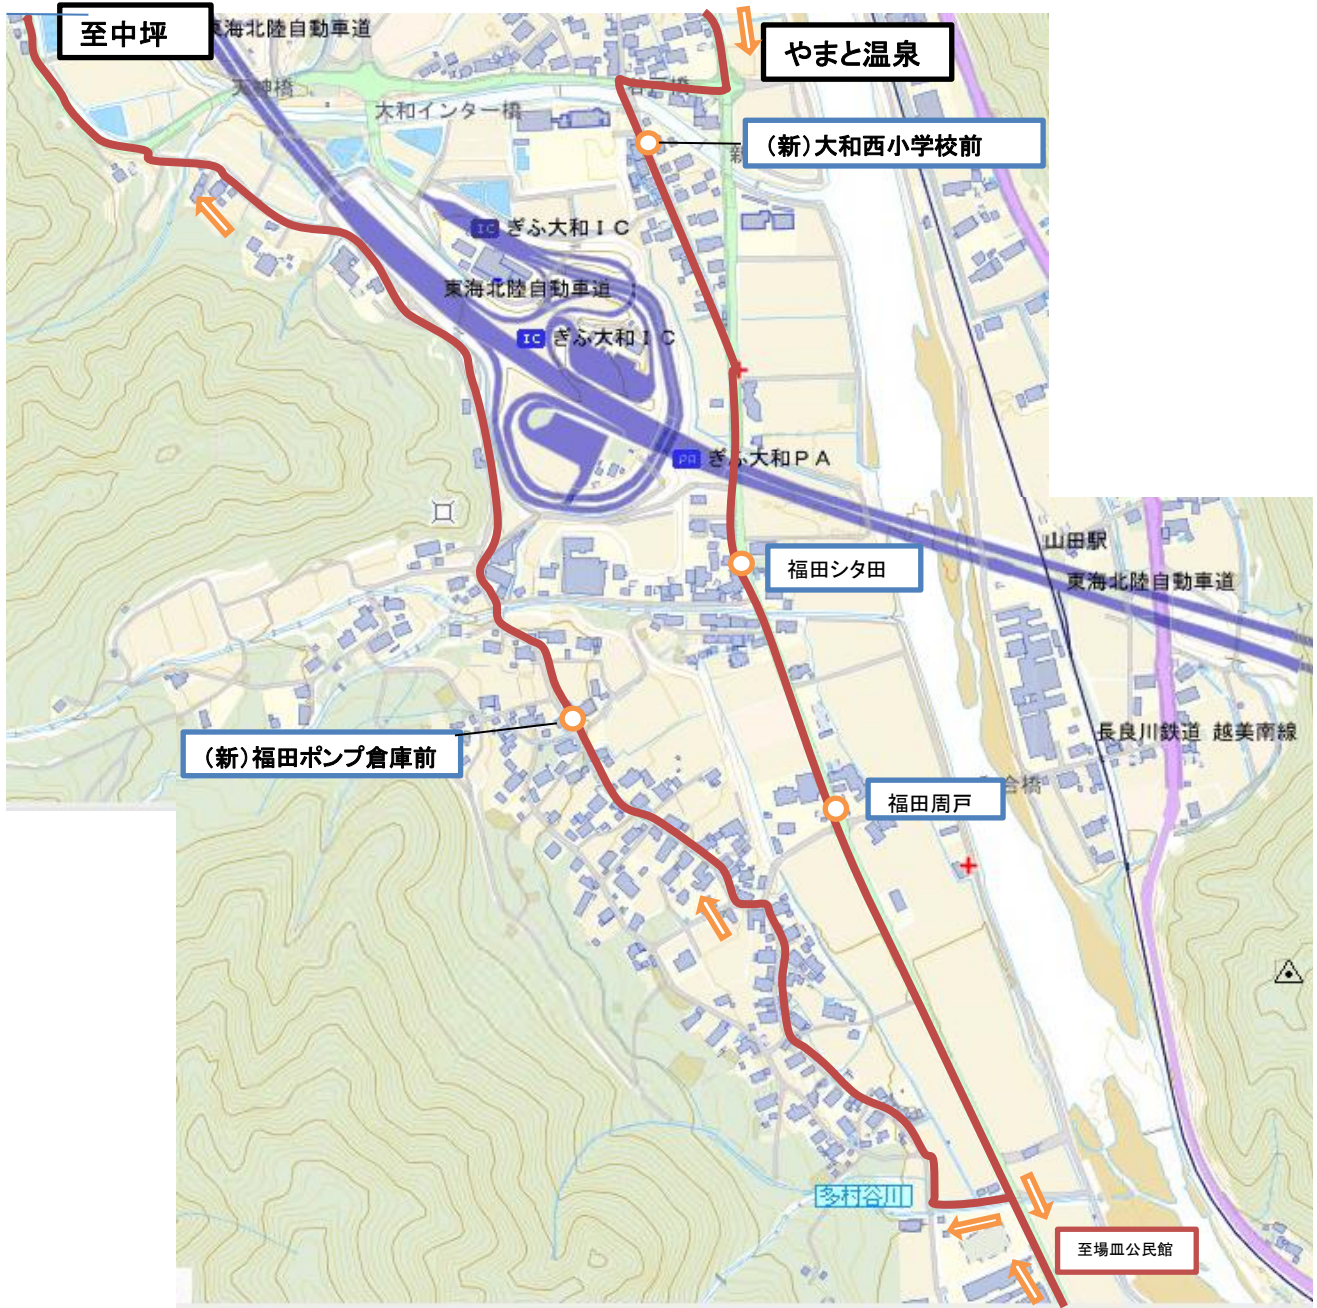 至中坪
東海北陸自動車道
やまと温泉
天神橋
大和インター橋
(新)大和西小学校前
IC ぎふ大和IC
東海北陸自動車道
IC ぎふ大和IC
PA ぎふ大和PA
山田駅
福田シタ田
東海北陸自動車道
長良川鉄道 越美南線
(新)福田ポンプ倉庫前
合橋
福田周戸
多村谷川
至場皿公民館